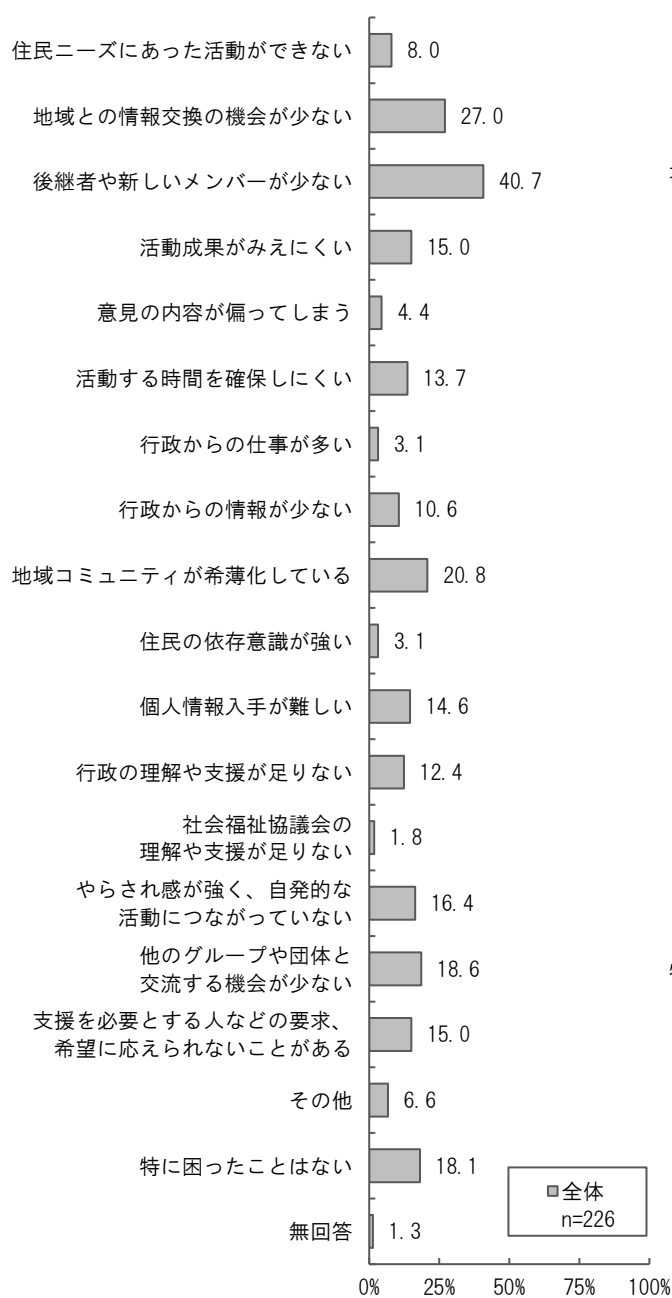 住民ニーズにあった活動ができない 8.0
地域との情報交換の機会が少ない 27.0
後継者や新しいメンバーが少ない 40.7
活動成果がみえにくい 15.0
意見の内容が偏ってしまう 4.4
活動する時間を確保しにくい 13.7
行政からの仕事が多い 3.1
行政からの情報が少ない 10.6
地域コミュニティが希薄化している 20.8
住民の依存意識が強い 3.1
個人情報入手が難しい 14.6
行政の理解や支援が足りない 12.4
社会福祉協議会の
理解や支援が足りない 1.8
やらされ感が強く、自発的な
活動につながっていない 16.4
他のグループや団体と
交流する機会が少ない 18.6
支援を必要とする人などの要求、
希望に応えられないことがある 15.0
その他 6.6
特に困ったことはない 18.1
全体
n=226
無回答 1.3
0% 25% 50% 75% 100%